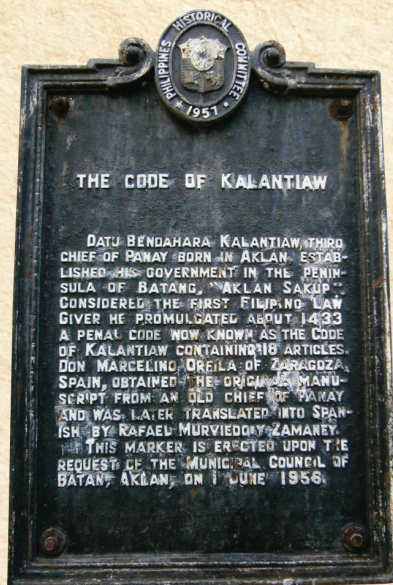 PHILIPPINES HISTORICAL COMMITTEE
★ 1957 ★
THE CODE OF KALANTIAW
DATU BENDAHARA KALANTIAW, THIRD
CHIEF OF PANAY BORN IN AKLAN, ESTAB-
LISHED HIS GOVERNMENT IN THE PENIN-
SULA OF BATANG, "AKLAN SAKUP".
CONSIDERED THE FIRST FILIPINO LAW
GIVER HE PROMULGATED ABOUT 1433
A PENAL CODE NOW KNOWN AS THE CODE
OF KALANTIAW CONTAINING 18 ARTICLES.
DON MARCELINO ORFILA OF ZARAGOZA,
SPAIN, OBTAINED THE ORIGINAL MANU-
SCRIPT FROM AN OLD CHIEF OF PANAY
AND WAS LATER TRANSLATED INTO SPAN-
ISH BY RAFAEL MURVIEDO Y ZAMANEY.
THIS MARKER IS ERECTED UPON THE
REQUEST OF THE MUNICIPAL COUNCIL OF
BATAN, AKLAN, ON 1 JUNE 1956.